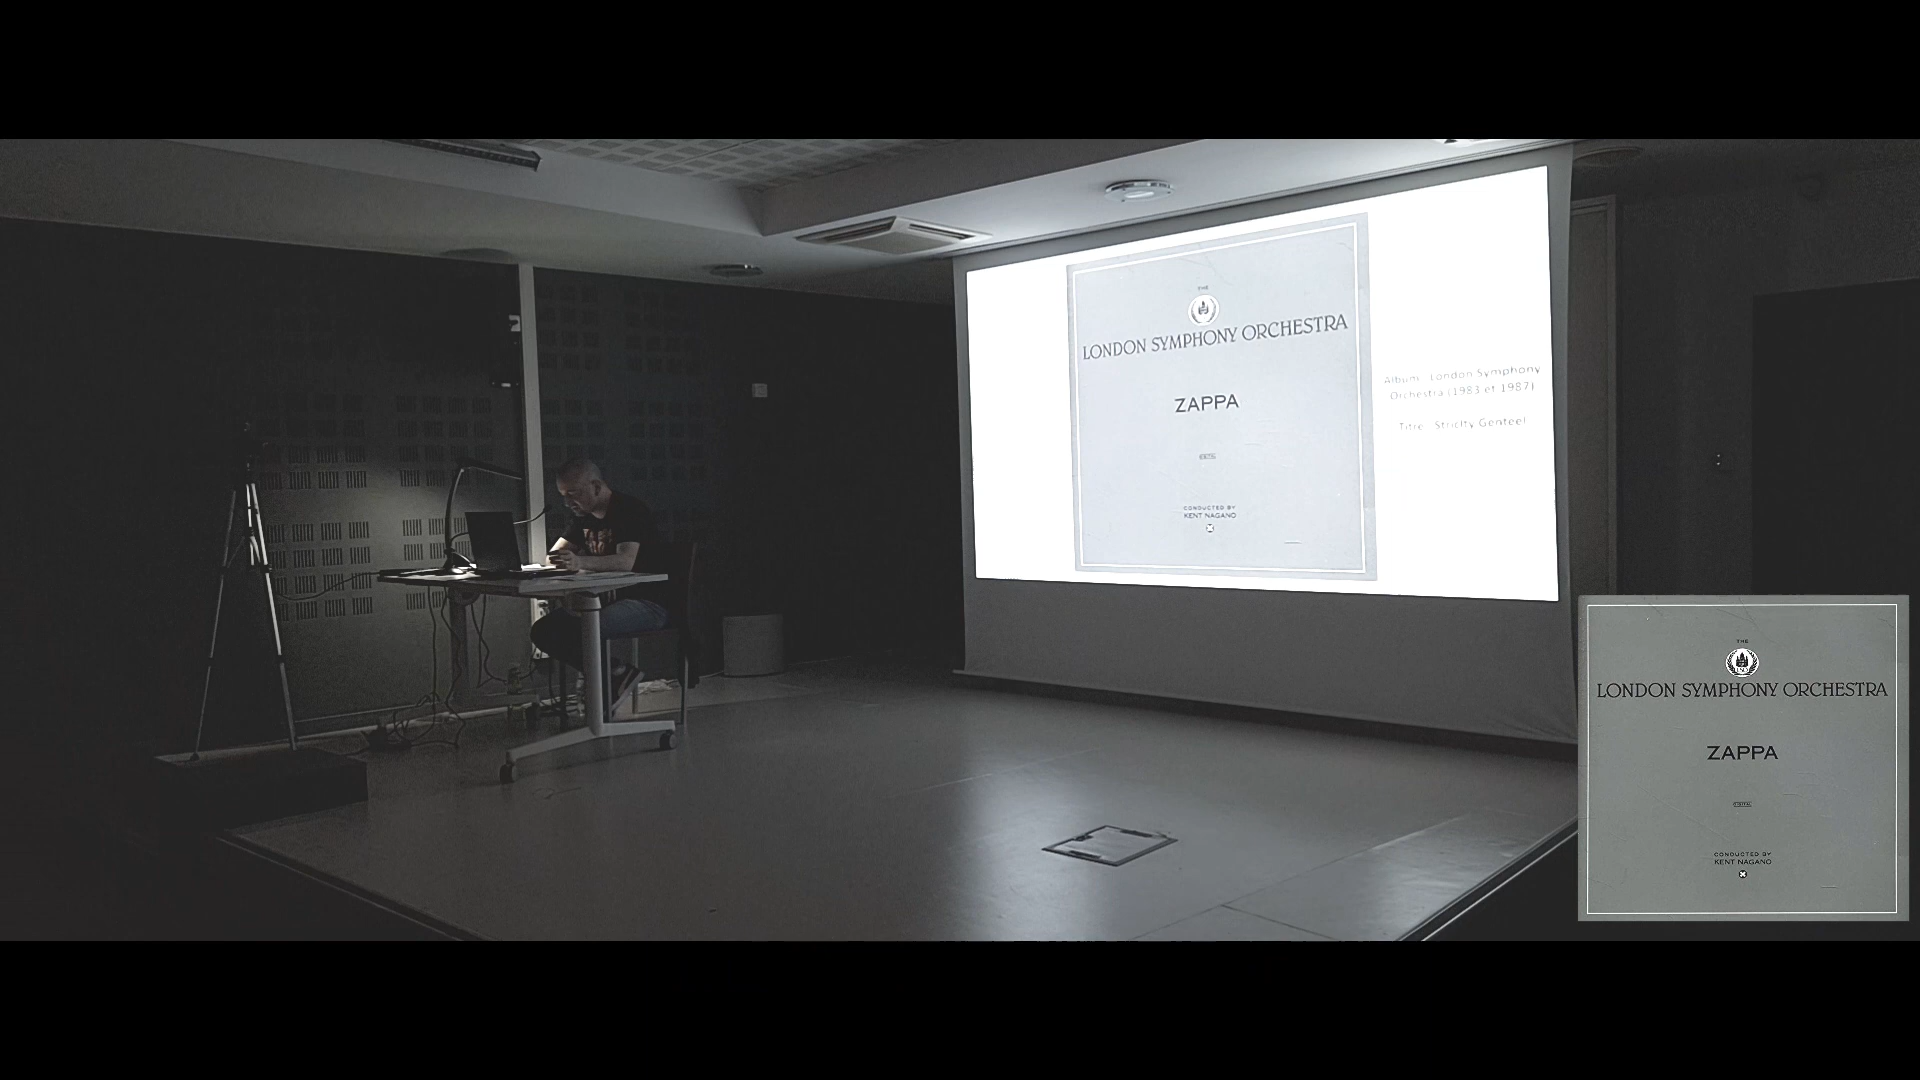 THE
LONDON SYMPHONY ORCHESTRA
ZAPPA
CONDUCTED BY
KENT NAGANO
Album : London Symphony
Orchestra (1983 et 1987)
Titre : Striclty Genteel
THE
LONDON SYMPHONY ORCHESTRA
ZAPPA
CONDUCTED BY
KENT NAGANO